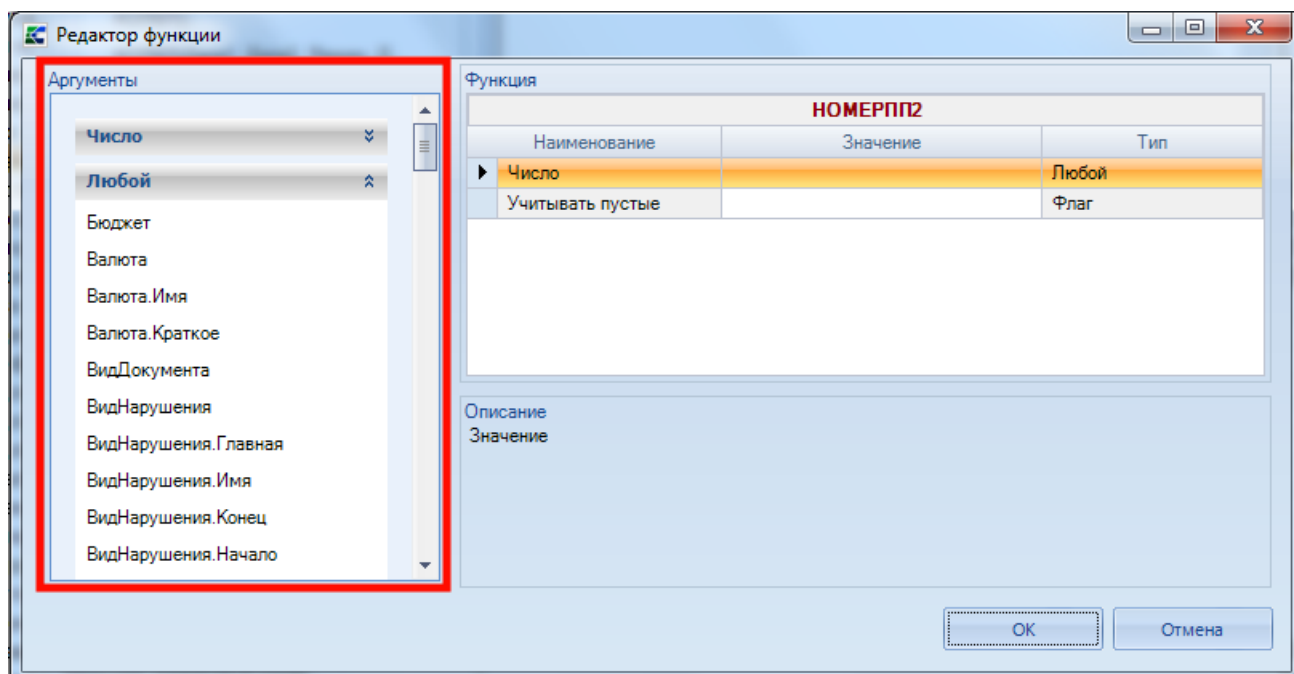 Редактор функции
Аргументы
Число
Любой
Бюджет
Валюта
Валюта.Имя
Валюта.Краткое
ВидДокумента
ВидНарушения
ВидНарушения.Главная
ВидНарушения.Имя
ВидНарушения.Конец
ВидНарушения.Начало
Функция
НОМЕРПП2
Наименование Значение Тип
Число Любой
Учитывать пустые Флаг
Описание
Значение
ОК Отмена